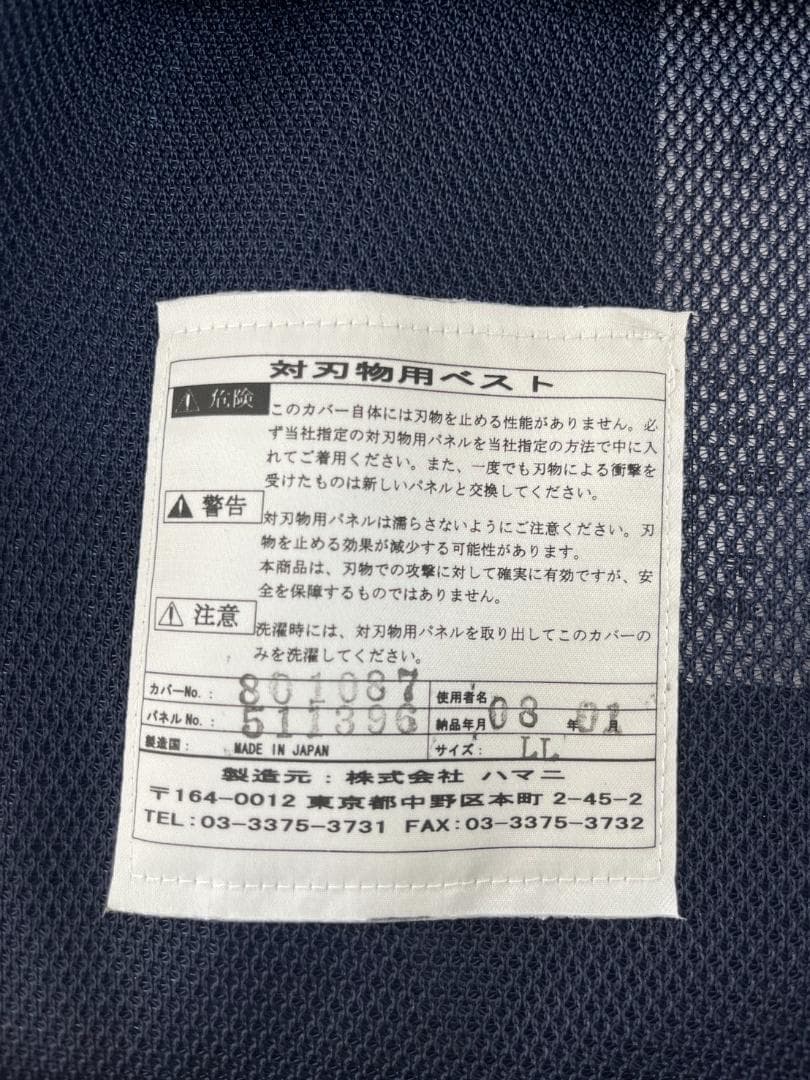 対刃物用ベスト
⚠ 危険
このカバー自体には刃物を止める性能がありません。必
ず当社指定の対刃物用パネルを当社指定の方法で中に入
れてご着用ください。また、一度でも刃物による衝撃を
受けたものは新しいパネルと交換してください。
⚠ 警告
対刃物用パネルは濡らさないようにご注意ください。刃
物を止める効果が減少する可能性があります。
本商品は、刃物での攻撃に対して確実に有効ですが、安
全を保障するものではありません。
⚠ 注意
洗濯時には、対刃物用パネルを取り出してこのカバーの
みを洗濯してください。
カバーNo.: 801087 使用者名
パネルNo.: 511396 納品年月 08 年 01 月
製造国: MADE IN JAPAN サイズ: LL
製造元:株式会社 ハマニ
〒164-0012 東京都中野区本町 2-45-2
TEL:03-3375-3731 FAX:03-3375-3732